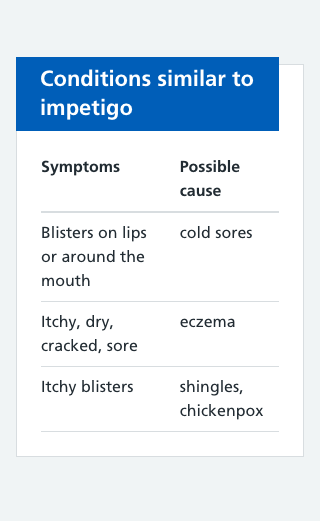 Conditions similar to
impetigo
Symptoms
Possible
cause
Blisters on lips
or around the
mouth
cold sores
Itchy, dry,
cracked, sore
eczema
Itchy blisters
shingles,
chickenpox